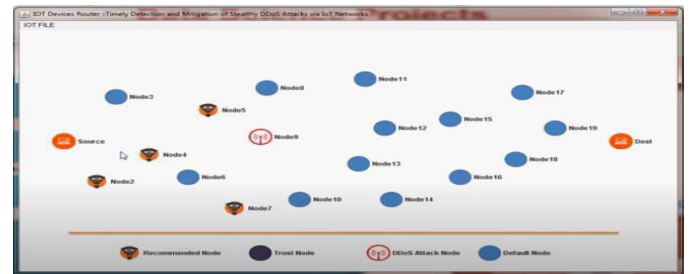 Projects
IOT Devices Router ::Timely Detection and Mitigation of Stealthy DDoS Attacks via IoT Networks
IOT FILE
Node11
Node8
Node17
Node3
Node5
Node15
Node12
Node19
Node9
Source
Dest
Node4
Node18
Node13
Node6
Node16
Node2
Node10
Node14
Node7
Recommended Node
Trust Node
DDoS Attack Node
Default Node